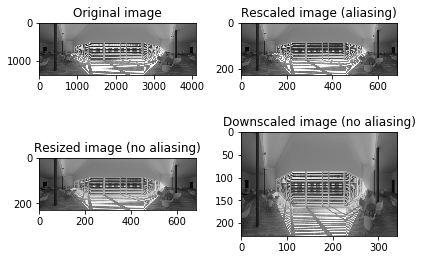 Original image
0
1000
0 1000 2000 3000 4000
Rescaled image (aliasing)
0
200
0 200 400 600
Resized image (no aliasing)
0
200
0 200 400 600
Downscaled image (no aliasing)
0
50
100
150
200
0 100 200 300